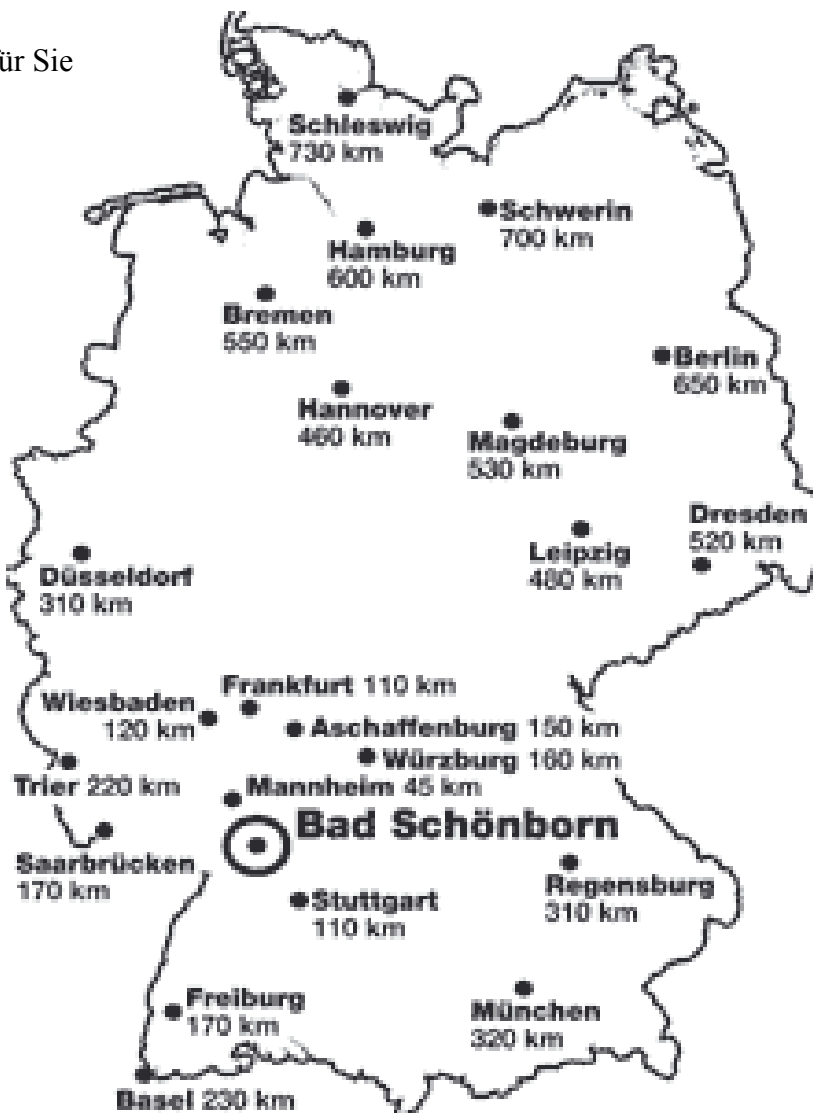 ür Sie
Schleswig
730 km
Schwerin
700 km
Hamburg
600 km
Bremen
550 km
Berlin
650 km
Hannover
460 km
Magdeburg
530 km
Dresden
520 km
Leipzig
480 km
Düsseldorf
310 km
Frankfurt 110 km
Wiesbaden
120 km
Aschaffenburg 150 km
Würzburg 160 km
Trier 220 km
Mannheim 45 km
Bad Schönborn
Saarbrücken
170 km
Regensburg
310 km
Stuttgart
110 km
Freiburg
170 km
München
320 km
Basel 230 km